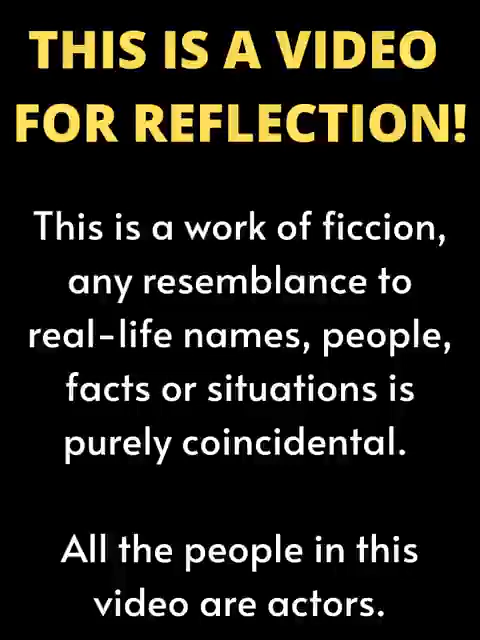 THIS IS A VIDEO
FOR REFLECTION!
This is a work of ficcion,
any resemblance to
real-life names, people,
facts or situations is
purely coincidental.
All the people in this
video are actors.